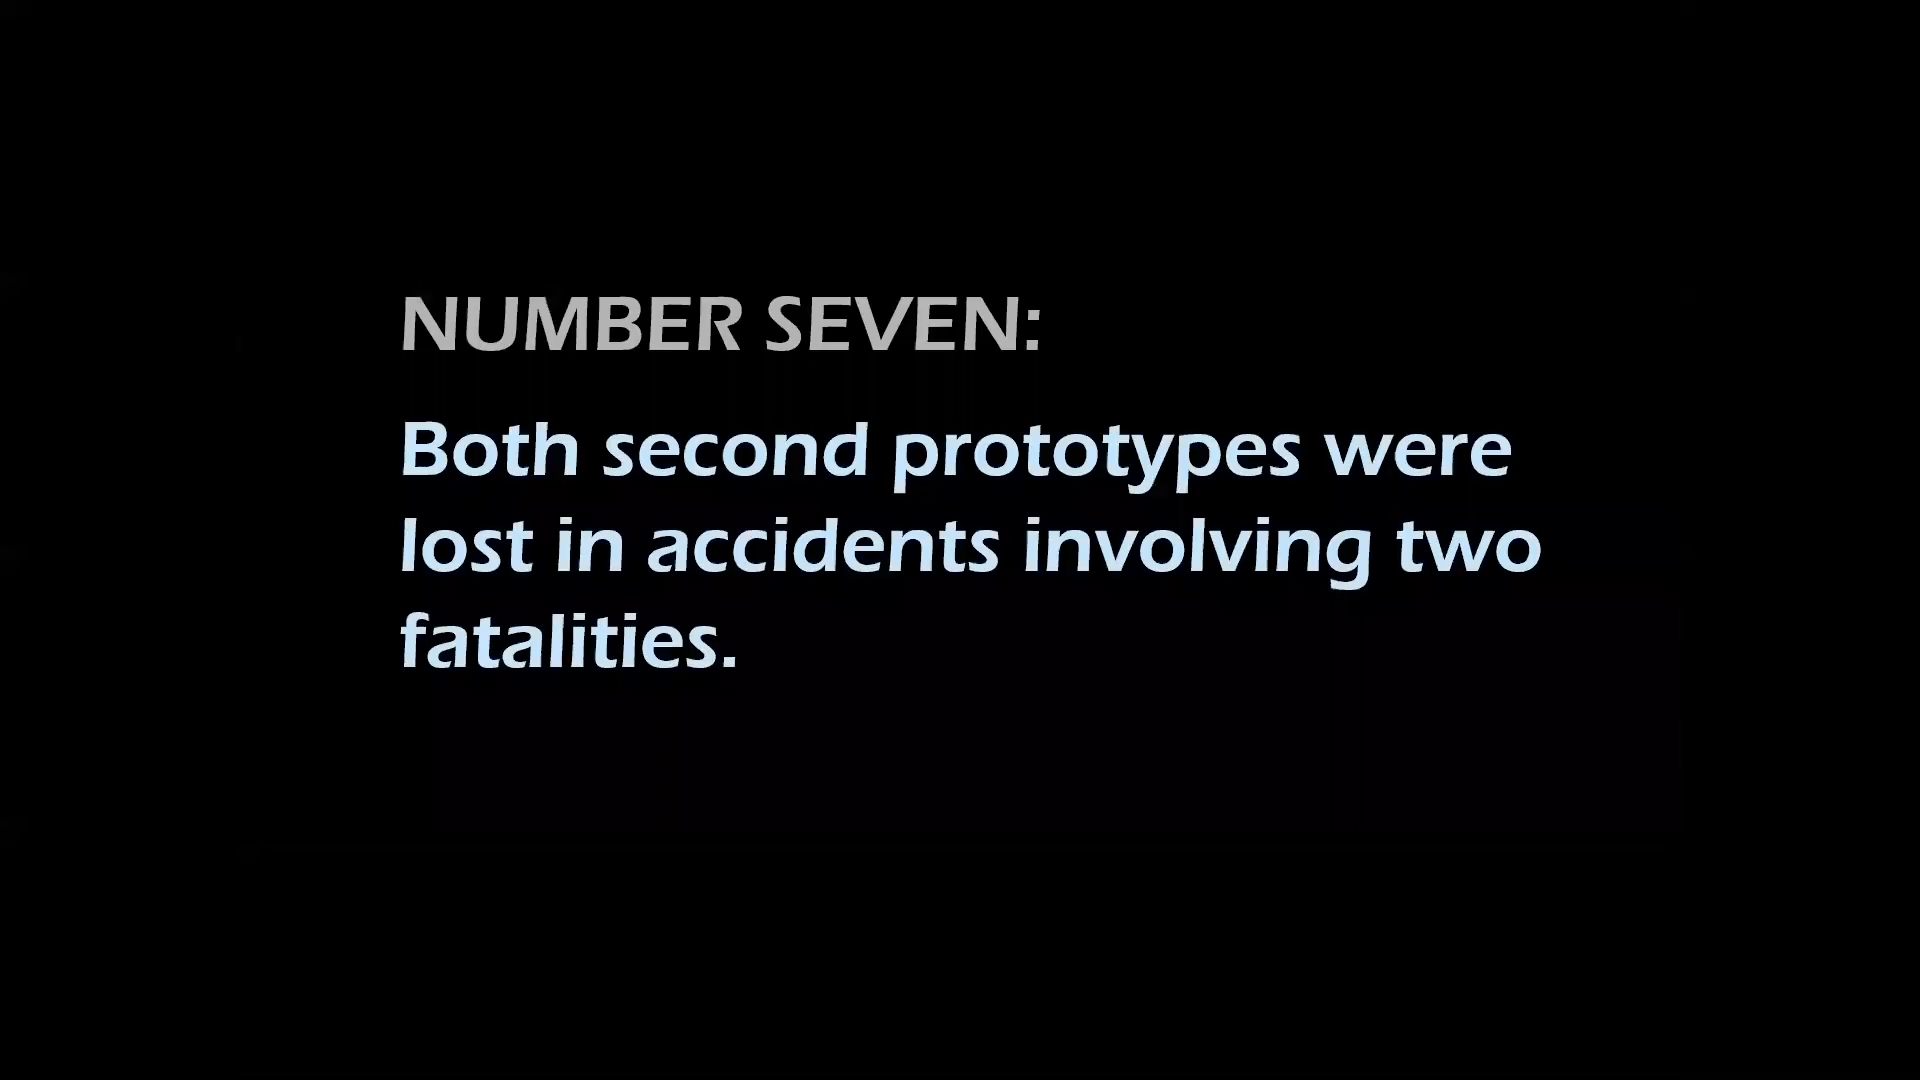 NUMBER SEVEN:
Both second prototypes were
lost in accidents involving two
fatalities.